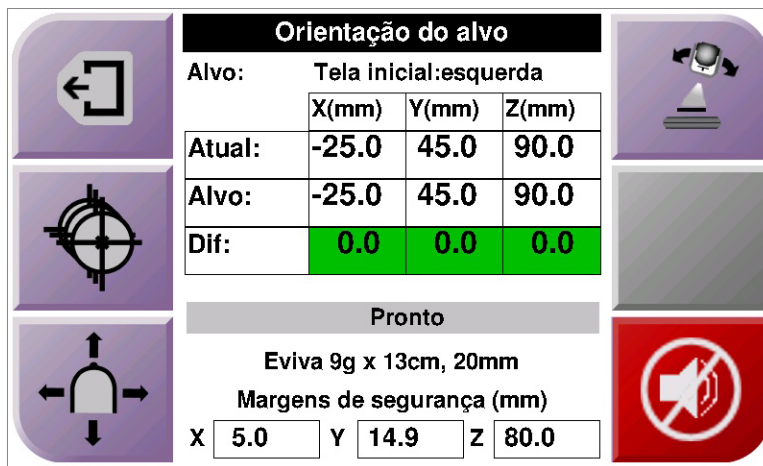 Orientação do alvo
Alvo: Tela inicial:esquerda
X(mm) Y(mm) Z(mm)
Atual: -25.0 45.0 90.0
Alvo: -25.0 45.0 90.0
Dif: 0.0 0.0 0.0
Pronto
Eviva 9g x 13cm, 20mm
Margens de segurança (mm)
X 5.0 Y 14.9 Z 80.0